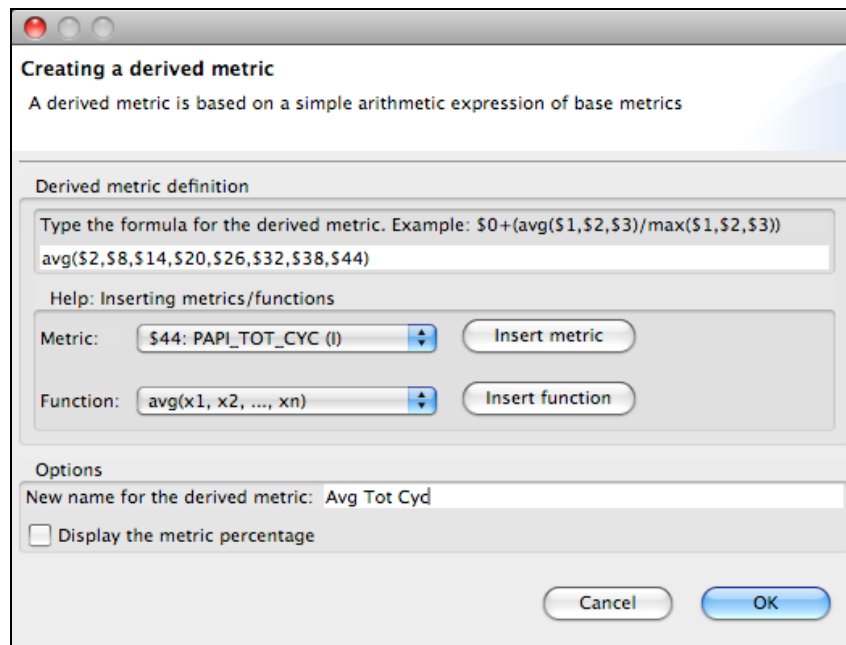 Creating a derived metric
A derived metric is based on a simple arithmetic expression of base metrics
Derived metric definition
Type the formula for the derived metric. Example: $0+(avg($1,$2,$3)/max($1,$2,$3))
avg($2,$8,$14,$20,$26,$32,$38,$44)
Help: Inserting metrics/functions
Metric: $44: PAPI_TOT_CYC (I) Insert metric
Function: avg(x1, x2, ..., xn) Insert function
Options
New name for the derived metric: Avg Tot Cyc
Display the metric percentage
Cancel OK